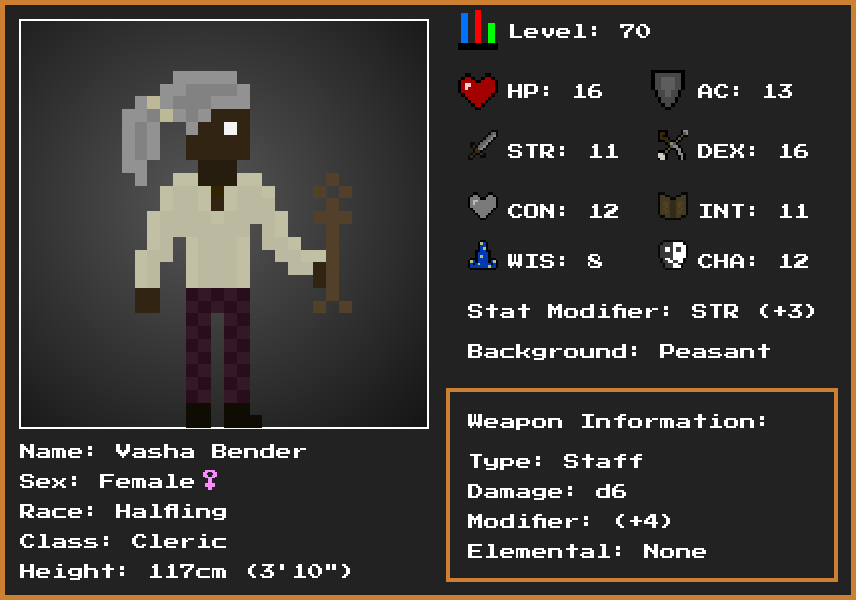 Level: 70
HP: 16
AC: 13
STR: 11
DEX: 16
CON: 12
INT: 11
WIS: 8
CHA: 12
Stat Modifier: STR (+3)
Background: Peasant
Weapon Information:
Type: Staff
Damage: d6
Modifier: (+4)
Elemental: None
Name: Vasha Bender
Sex: Female♀
Race: Halfling
Class: Cleric
Height: 117cm (3'10")